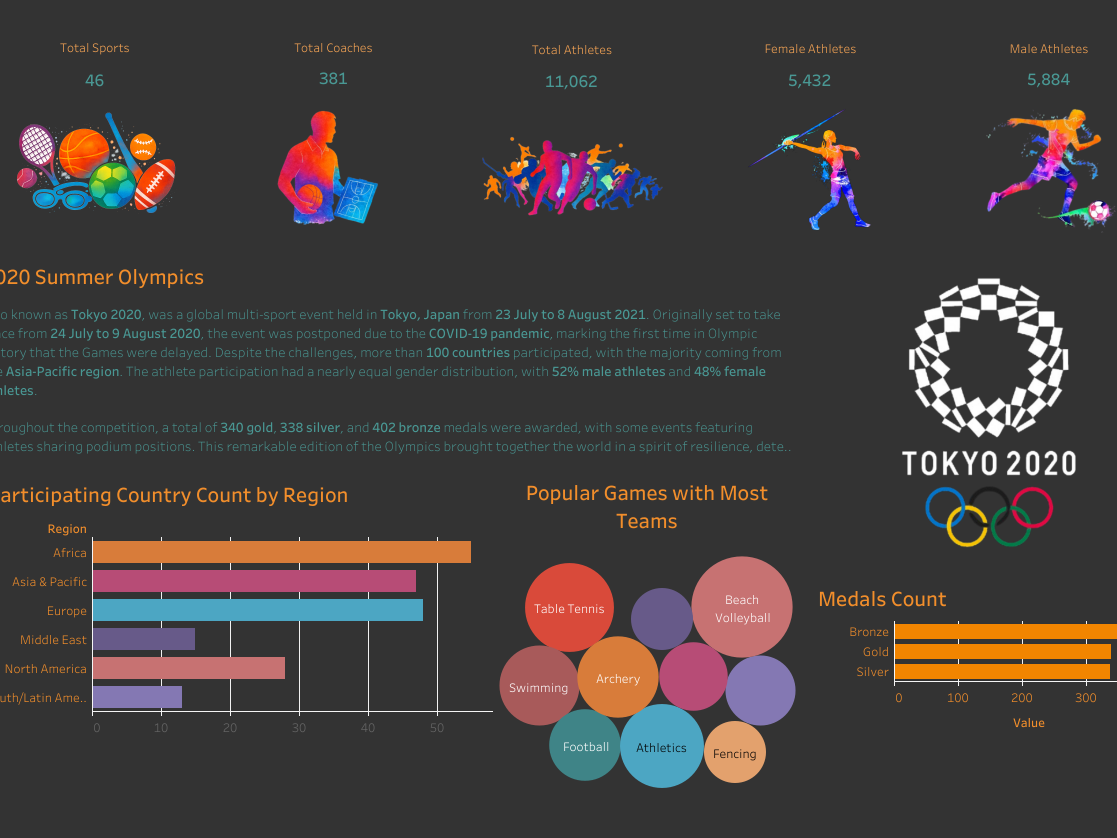 Total Sports
Total Coaches
Total Athletes
Female Athletes
Male Athletes
46
381
11,062
5,432
5,884
020 Summer Olympics
o known as Tokyo 2020, was a global multi-sport event held in Tokyo, Japan from 23 July to 8 August 2021. Originally set to take
ce from 24 July to 9 August 2020, the event was postponed due to the COVID-19 pandemic, marking the first time in Olympic
tory that the Games were delayed. Despite the challenges, more than 100 countries participated, with the majority coming from
e Asia-Pacific region. The athlete participation had a nearly equal gender distribution, with 52% male athletes and 48% female
hletes.
roughout the competition, a total of 340 gold, 338 silver, and 402 bronze medals were awarded, with some events featuring
hletes sharing podium positions. This remarkable edition of the Olympics brought together the world in a spirit of resilience, dete..
TOKYO 2020
articipating Country Count by Region
Region
Africa
Asia & Pacific
Europe
Middle East
North America
uth/Latin Ame..
0 10 20 30 40 50
Popular Games with Most
Teams
Table Tennis
Beach
Volleyball
Swimming
Archery
Football
Athletics
Fencing
Medals Count
Bronze
Gold
Silver
0 100 200 300
Value